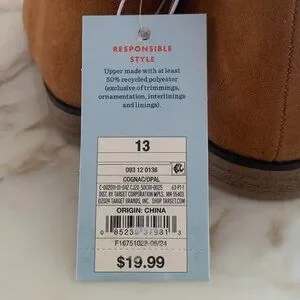 RESPONSIBLE
STYLE
Upper made with at least
50% recycled polyester
(exclusive of trimmings,
ornamentation, interlinings
and linings).
13
093 12 0136
COGNAC/OPAL
DIST. BY TARGET CORPORATION MPLS, MN 55403
©2024 TARGET BRANDS, INC. SHOP TARGET.COM
ORIGIN: CHINA
$19.99